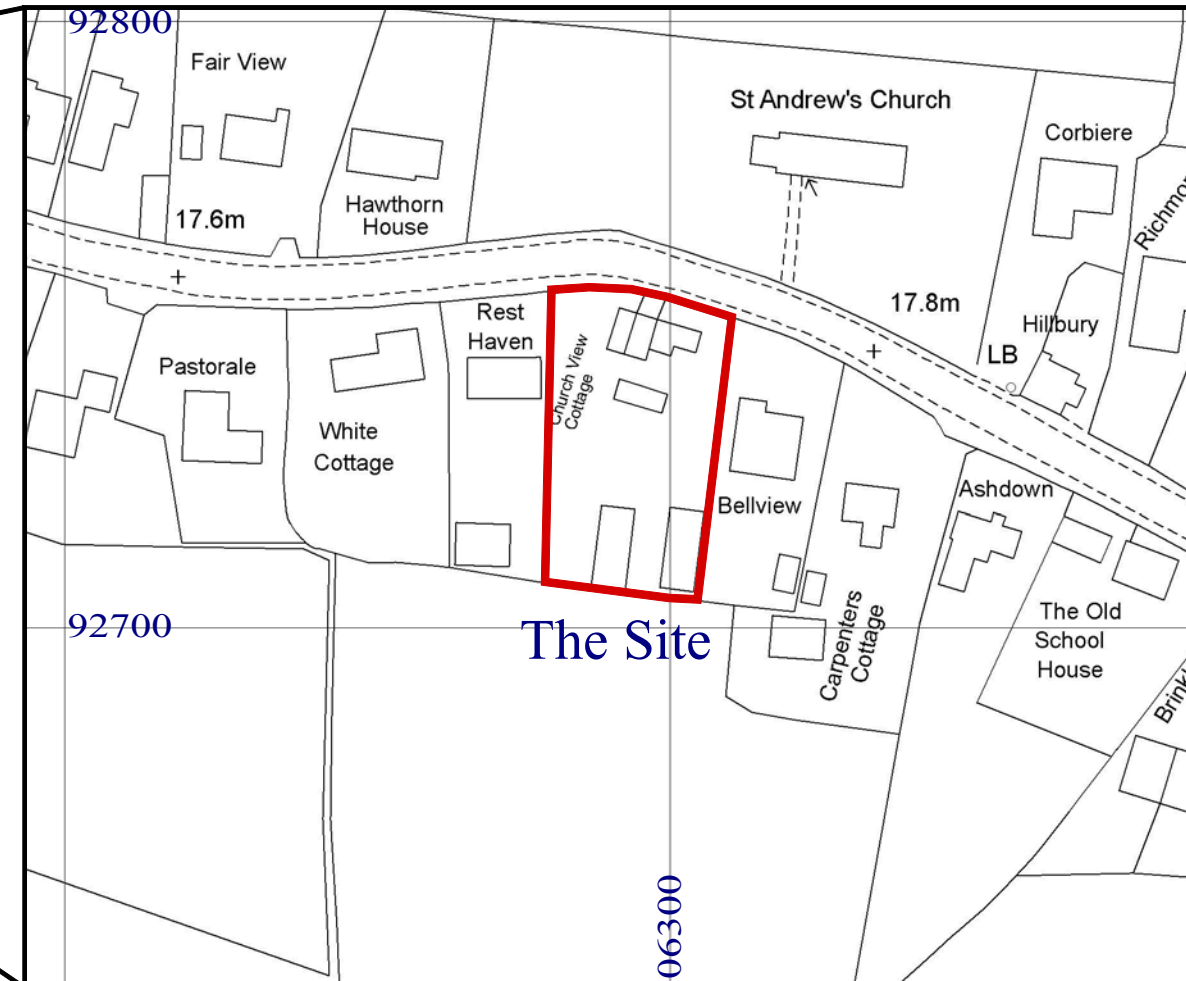 92800
Fair View
St Andrew's Church
Corbiere
Hawthorn
House
17.6m
17.8m
Rest
Haven
Hillbury
LB
Pastorale
Church View
Cottage
White
Cottage
Bellview
Ashdown
92700
The Site
Carpenters
Cottage
The Old
School
House
06300